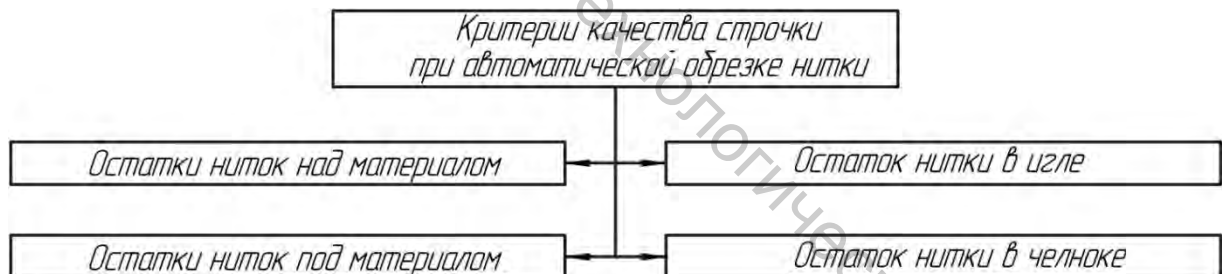 Критерии качества строчки
при автоматической обрезке нитки
Остатки ниток над материалом
Остаток нитки в игле
Остатки ниток под материалом
Остаток нитки в челноке